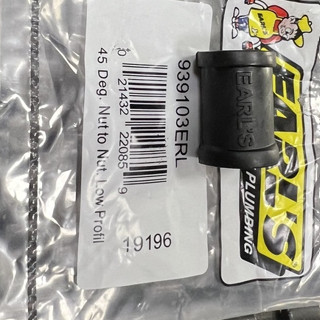 939103ERL
0 21432 22085 9
45 Deg. Nut to Nut, Low Profil
19196
EARL'S
EARL'S
PLUMBING